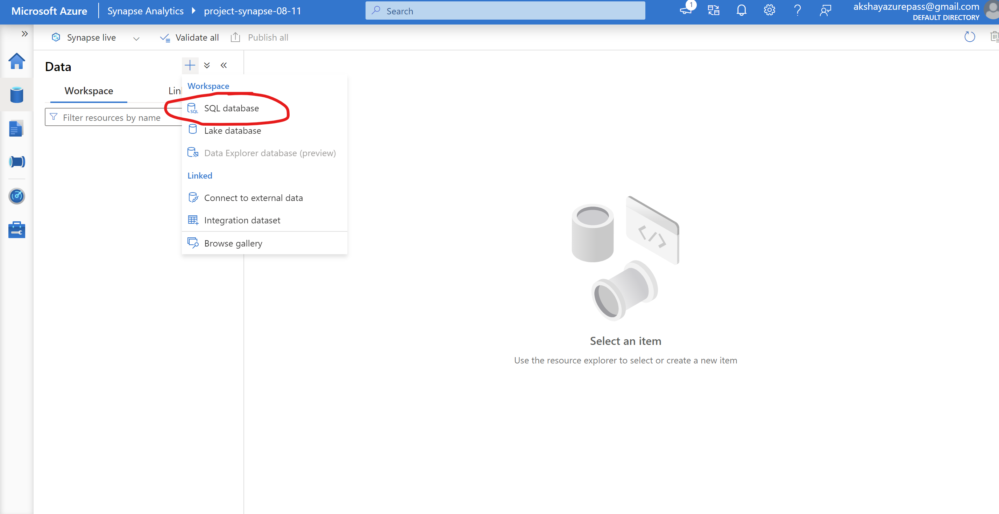 Microsoft Azure Synapse Analytics project-synapse-08-11 Search 1 akshayazurepass@gmail.com
DEFAULT DIRECTORY
Synapse live Validate all Publish all
Data
Workspace
Workspace
SQL SQL database
Filter resources by name
Lake database
Data Explorer database (preview)
Linked
Connect to external data
Integration dataset
Browse gallery
Select an item
Use the resource explorer to select or create a new item